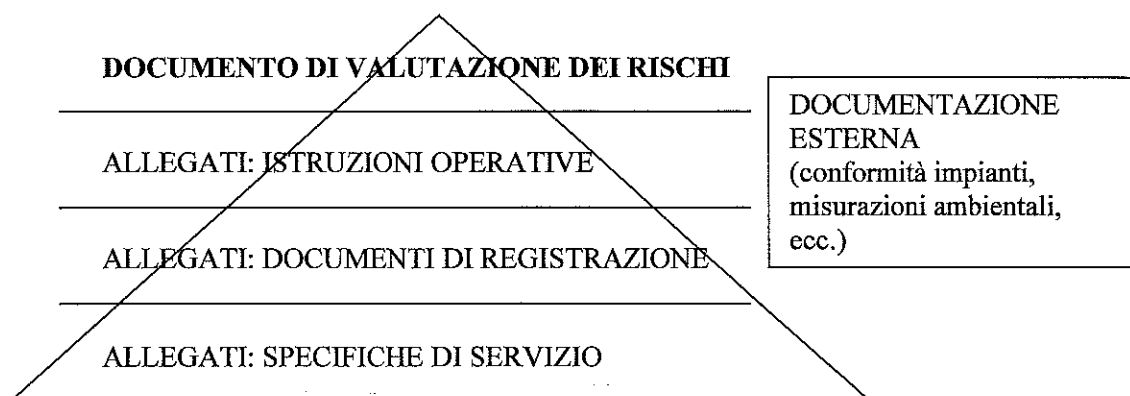 DOCUMENTO DI VALUTAZIONE DEI RISCHI
ALLEGATI: ISTRUZIONI OPERATIVE
ALLEGATI: DOCUMENTI DI REGISTRAZIONE
ALLEGATI: SPECIFICHE DI SERVIZIO
DOCUMENTAZIONE
ESTERNA
(conformità impianti,
misurazioni ambientali,
ecc.)